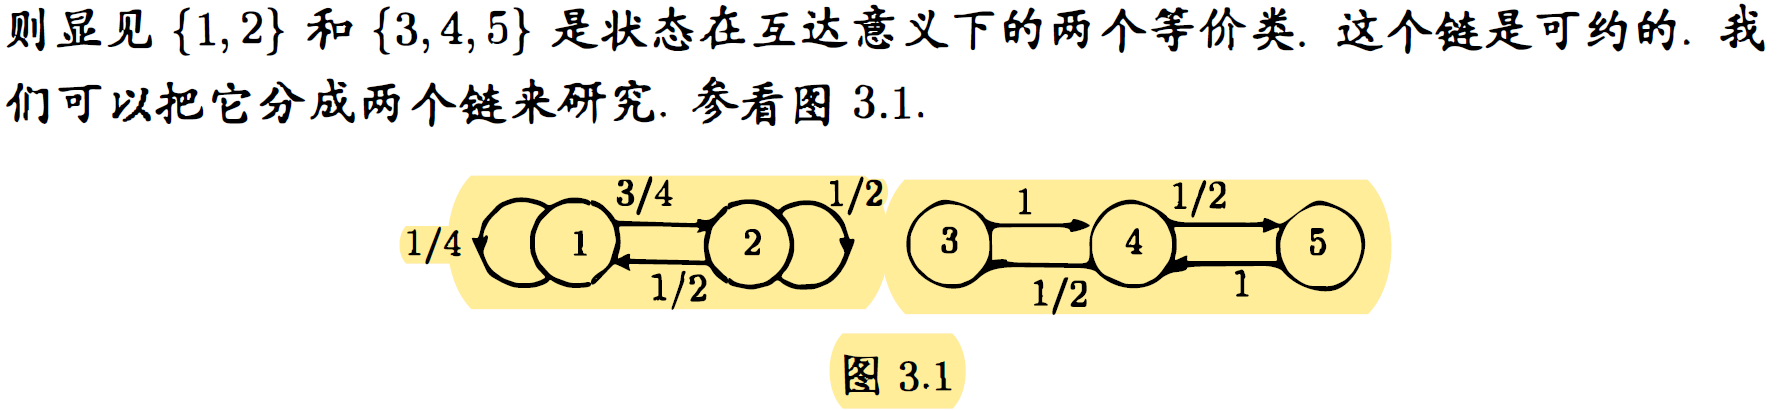 则显见 {1, 2} 和 {3, 4, 5} 是状态在互达意义下的两个等价类. 这个链是可约的. 我
们可以把它分成两个链来研究. 参看图 3.1.
3/4 1/2 1 1/2
1/4 1 2 3 4 5
1/2 1/2 1
图 3.1